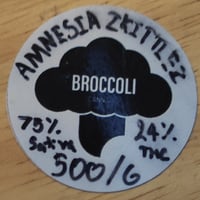 AMNESIA ZKITTLEZ
BROCCOLI
75% 24%
Sativa THC
500/G